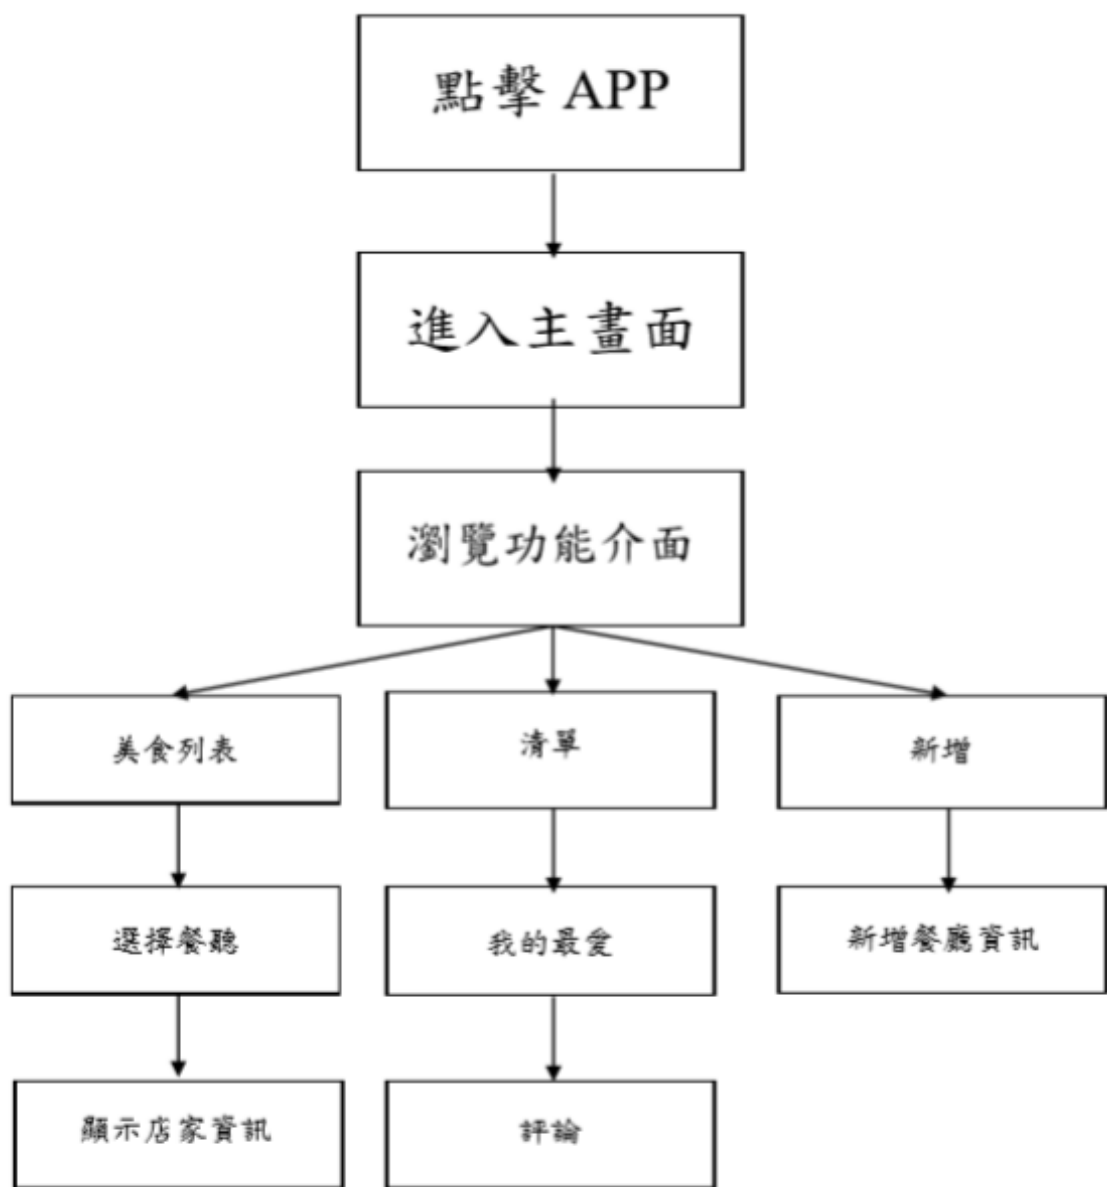 點擊 APP
進入主畫面
瀏覽功能介面
美食列表
清單
新增
選擇餐聽
我的最愛
新增餐廳資訊
顯示店家資訊
評論